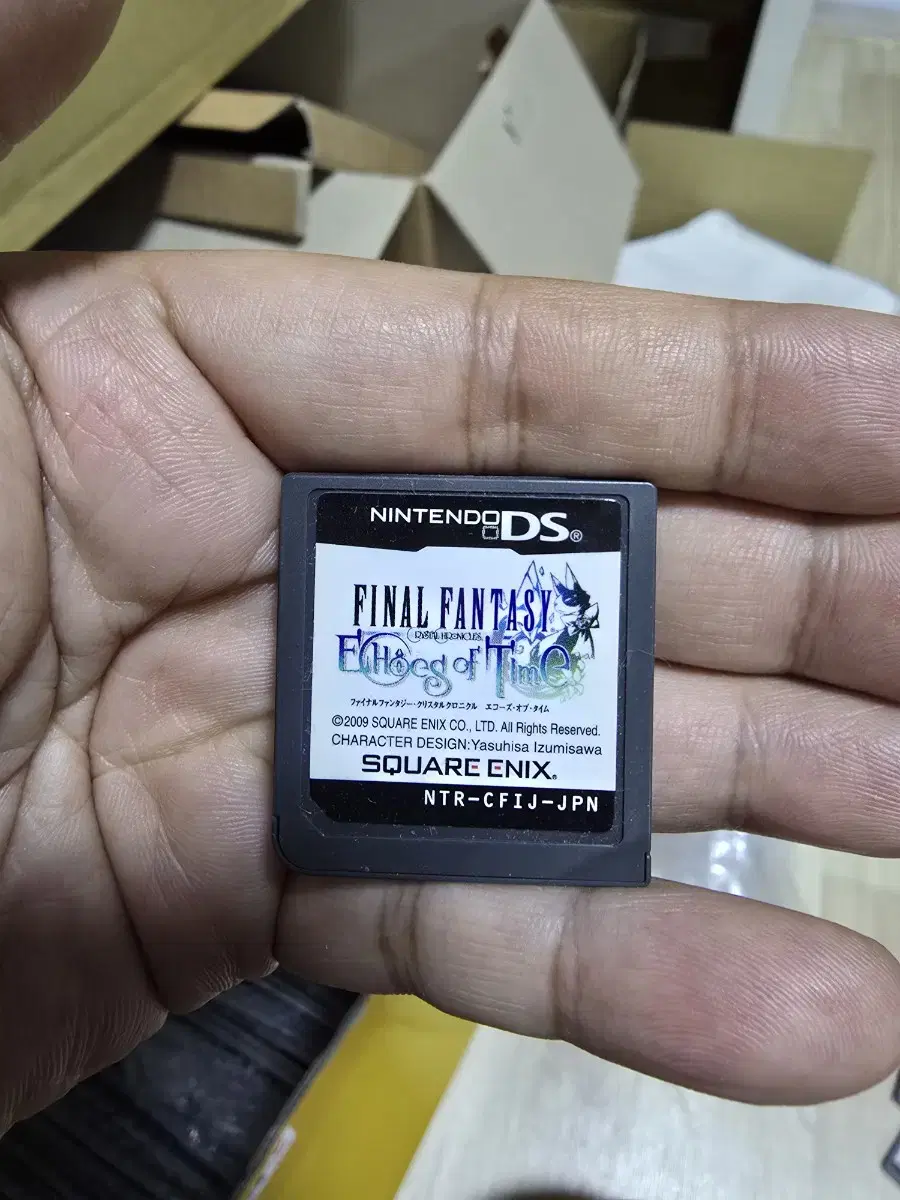 NINTENDO DS®
FINAL FANTASY
CRYSTAL CHRONICLES
Echoes of Time
ファイナルファンタジー・クリスタルクロニクル エコーズ・オブ・タイム
©2009 SQUARE ENIX CO., LTD. All Rights Reserved.
CHARACTER DESIGN:Yasuhisa Izumisawa
SQUARE ENIX®
NTR-CFIJ-JPN